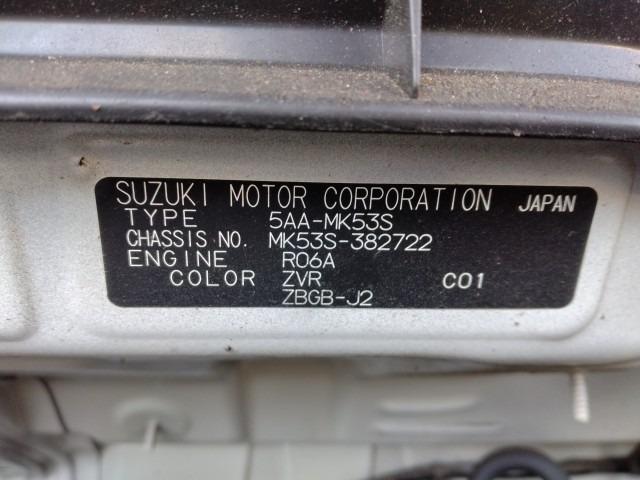 SUZUKI MOTOR CORPORATION JAPAN
TYPE 5AA-MK53S
CHASSIS NO. MK53S-382722
ENGINE R06A
COLOR ZVR C01
ZBGB-J2